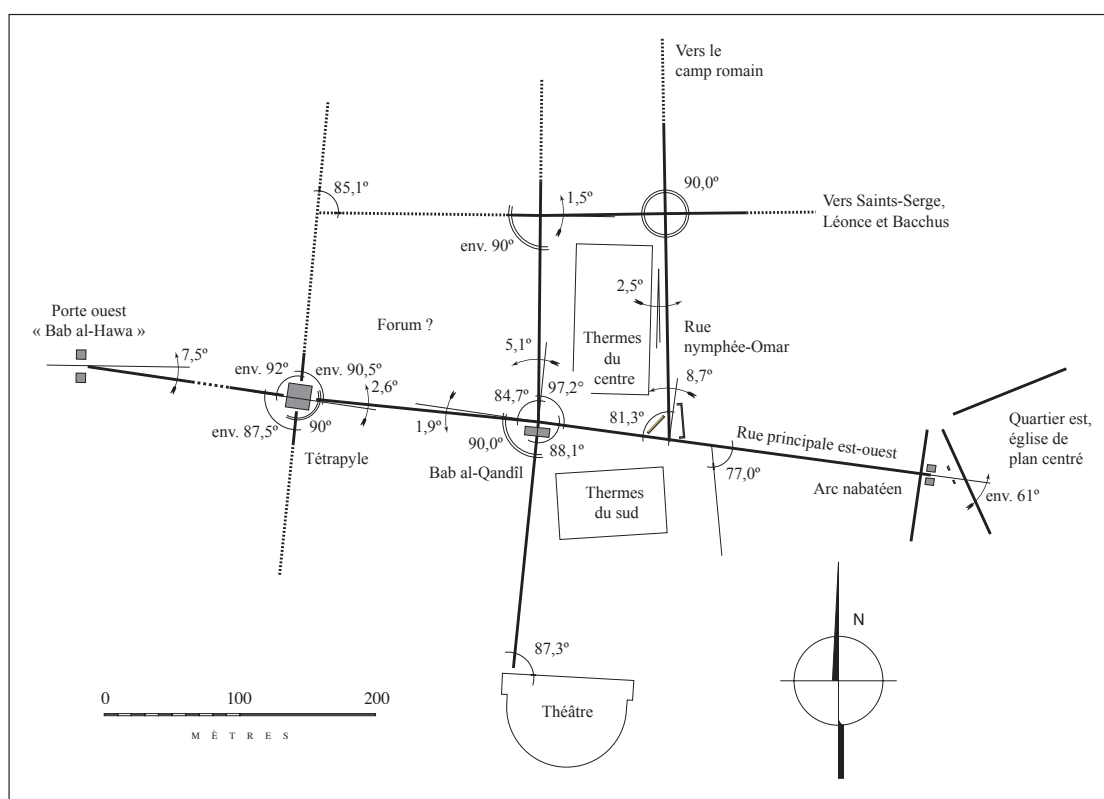 Vers le
camp romain
85,1º
1,5º
90,0º
Vers Saints-Serge,
Léonce et Bacchus
env. 90º
2,5º
Porte ouest
« Bab al-Hawa »
Forum ?
Thermes
du
centre
Rue
nymphée-Omar
7,5º
5,1º
env. 92º
env. 90,5º
2,6º
84,7º
97,2º
8,7º
1,9º
81,3º
env. 87,5º
90º
90,0º
88,1º
Rue principale est-ouest
Quartier est,
église de
plan centré
Tétrapyle
Bab al-Qandîl
77,0º
Arc nabatéen
env. 61º
Thermes
du sud
N
87,3º
0
100
200
MÈTRES
Théâtre